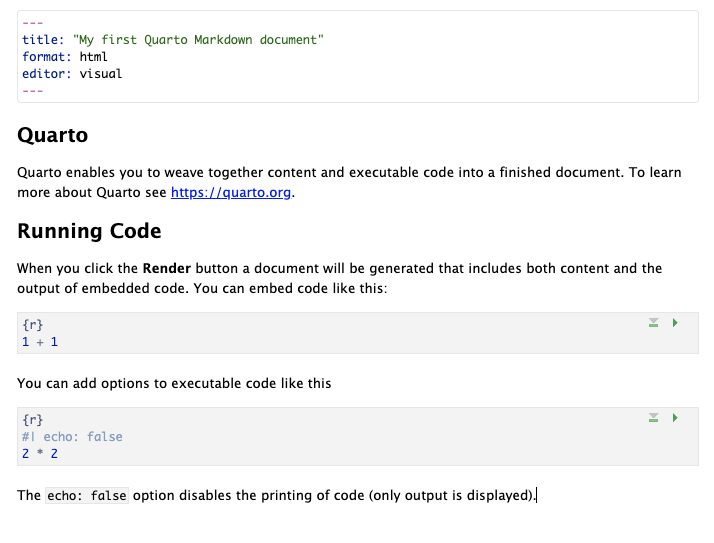 ---
title: "My first Quarto Markdown document"
format: html
editor: visual
---
Quarto
Quarto enables you to weave together content and executable code into a finished document. To learn
more about Quarto see https://quarto.org.
Running Code
When you click the Render button a document will be generated that includes both content and the
output of embedded code. You can embed code like this:
{r}
1 + 1
You can add options to executable code like this
{r}
#| echo: false
2 * 2
The echo: false option disables the printing of code (only output is displayed).